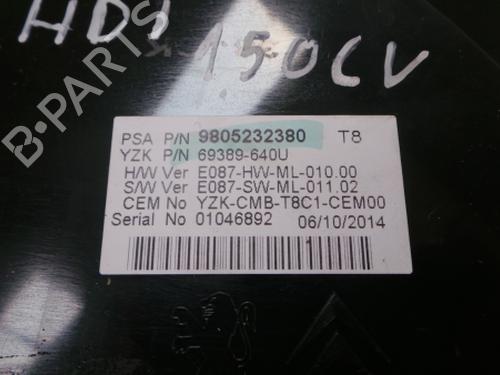 HDI 150CV
PSA P/N 9805232380 T8
YZK P/N 69389-640U
H/W Ver E087-HW-ML-010.00
S/W Ver E087-SW-ML-011.02
CEM No YZK-CMB-T8C1-CEM00
Serial No 01046892 06/10/2014
B-PARTS